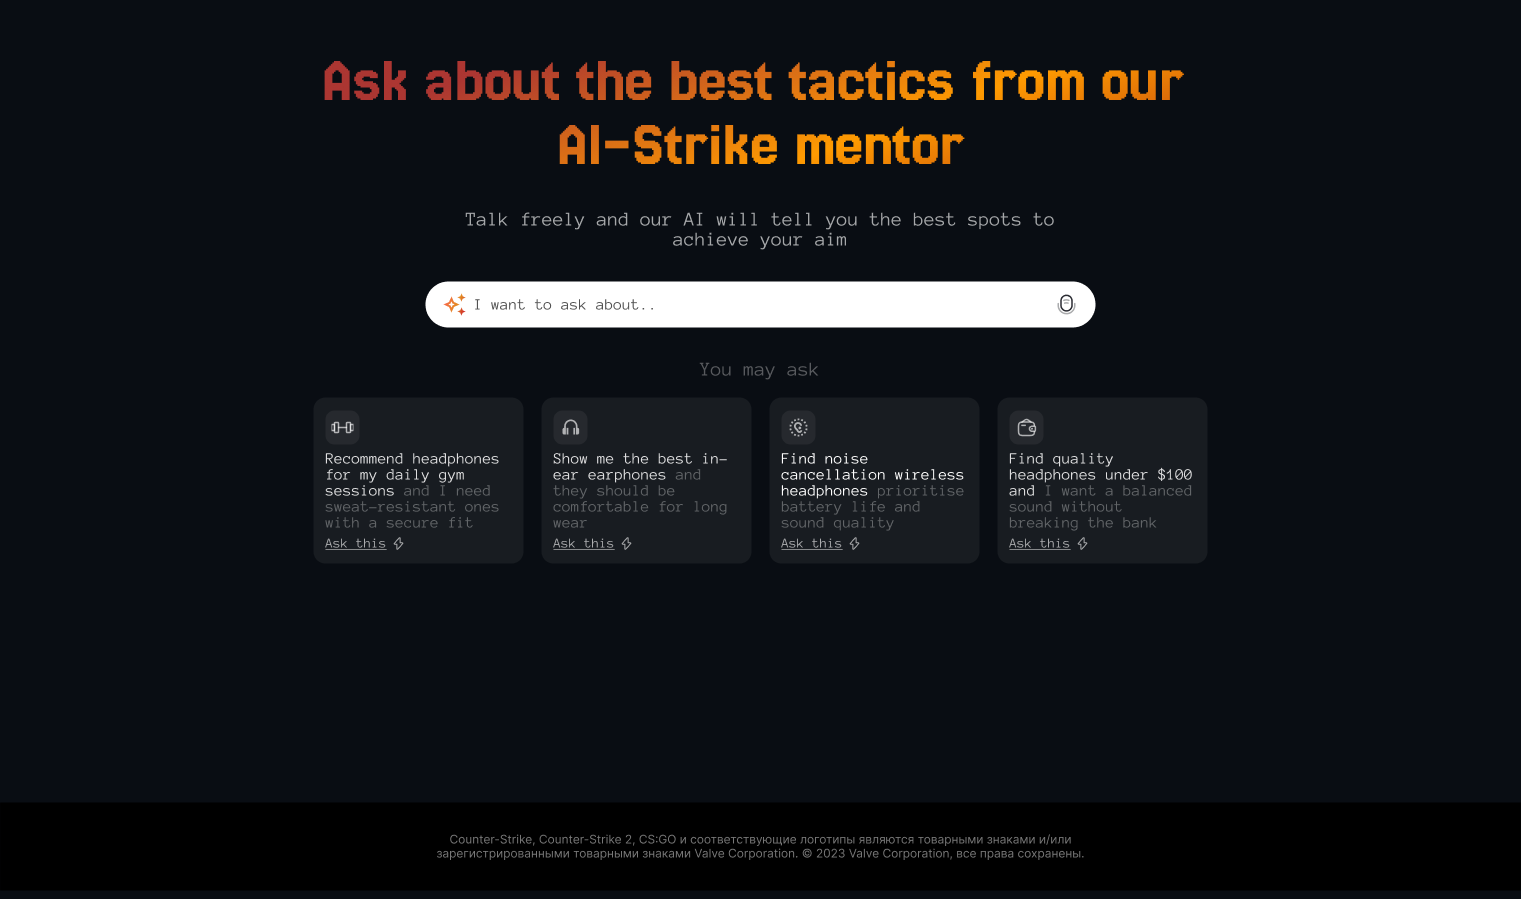 Ask about the best tactics from our
AI-Strike mentor
Talk freely and our AI will tell you the best spots to
achieve your aim
I want to ask about..
You may ask
Recommend headphones
for my daily gym
sessions and I need
sweat-resistant ones
with a secure fit
Ask this
Show me the best in-
ear earphones and
they should be
comfortable for long
wear
Ask this
Find noise
cancellation wireless
headphones prioritise
battery life and
sound quality
Ask this
Find quality
headphones under $100
and I want a balanced
sound without
breaking the bank
Ask this
Counter-Strike, Counter-Strike 2, CS:GO и соответствующие логотипы являются товарными знаками и/или
зарегистрированными товарными знаками Valve Corporation. © 2023 Valve Corporation, все права сохранены.